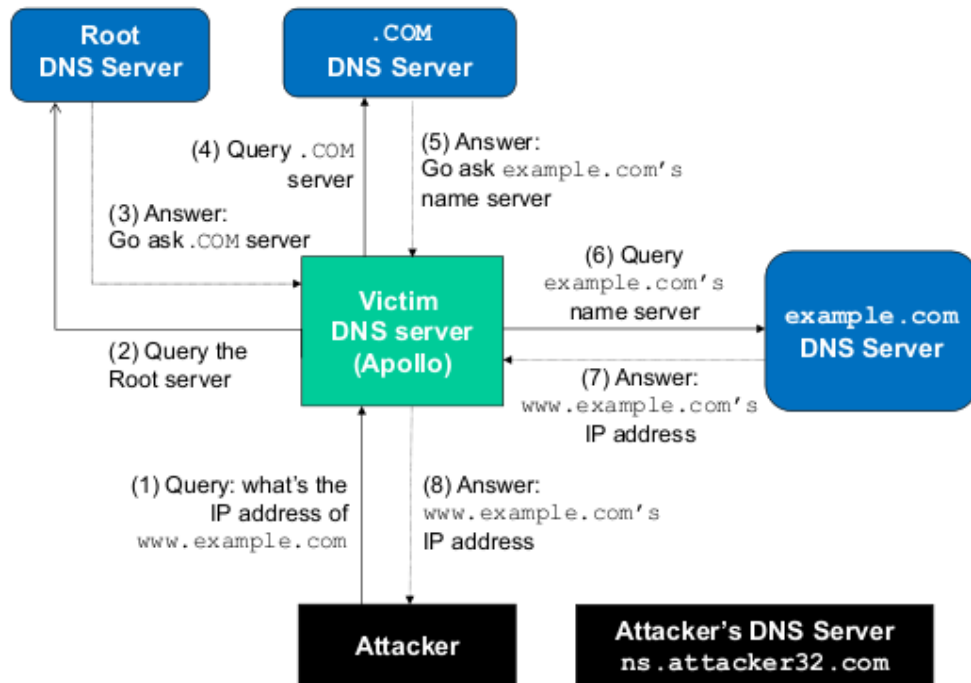 Root
DNS Server
.COM
DNS Server
(4) Query .COM
server
(5) Answer:
Go ask example.com's
name server
(3) Answer:
Go ask .COM server
(6) Query
example.com's
name server
Victim
DNS server
(Apollo)
example.com
DNS Server
(2) Query the
Root server
(7) Answer:
www.example.com's
IP address
(1) Query: what's the
IP address of
www.example.com
(8) Answer:
www.example.com's
IP address
Attacker
Attacker's DNS Server
ns.attacker32.com